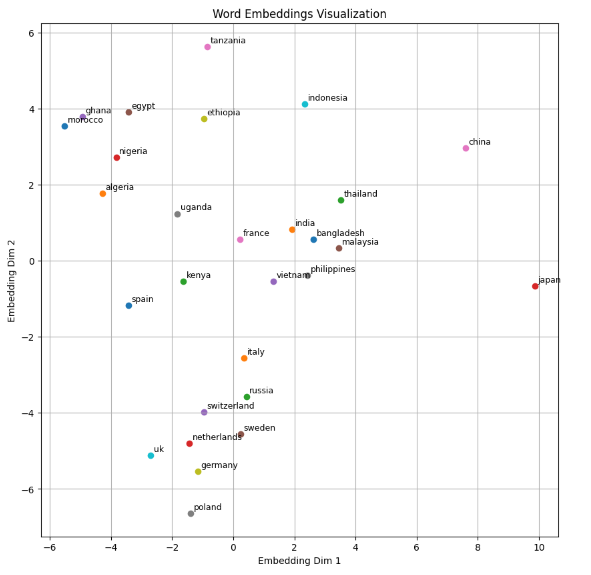 Word Embeddings Visualization
6
tanzania
indonesia
4
ghana
egypt
ethiopia
morocco
china
nigeria
2
algeria
thailand
uganda
india
france
bangladesh
malaysia
0
philippines
kenya
vietnam
japan
spain
−2
italy
russia
−4
switzerland
sweden
netherlands
uk
germany
−6
poland
−6
−4
−2
0
2
4
6
8
10
Embedding Dim 1
Embedding Dim 2